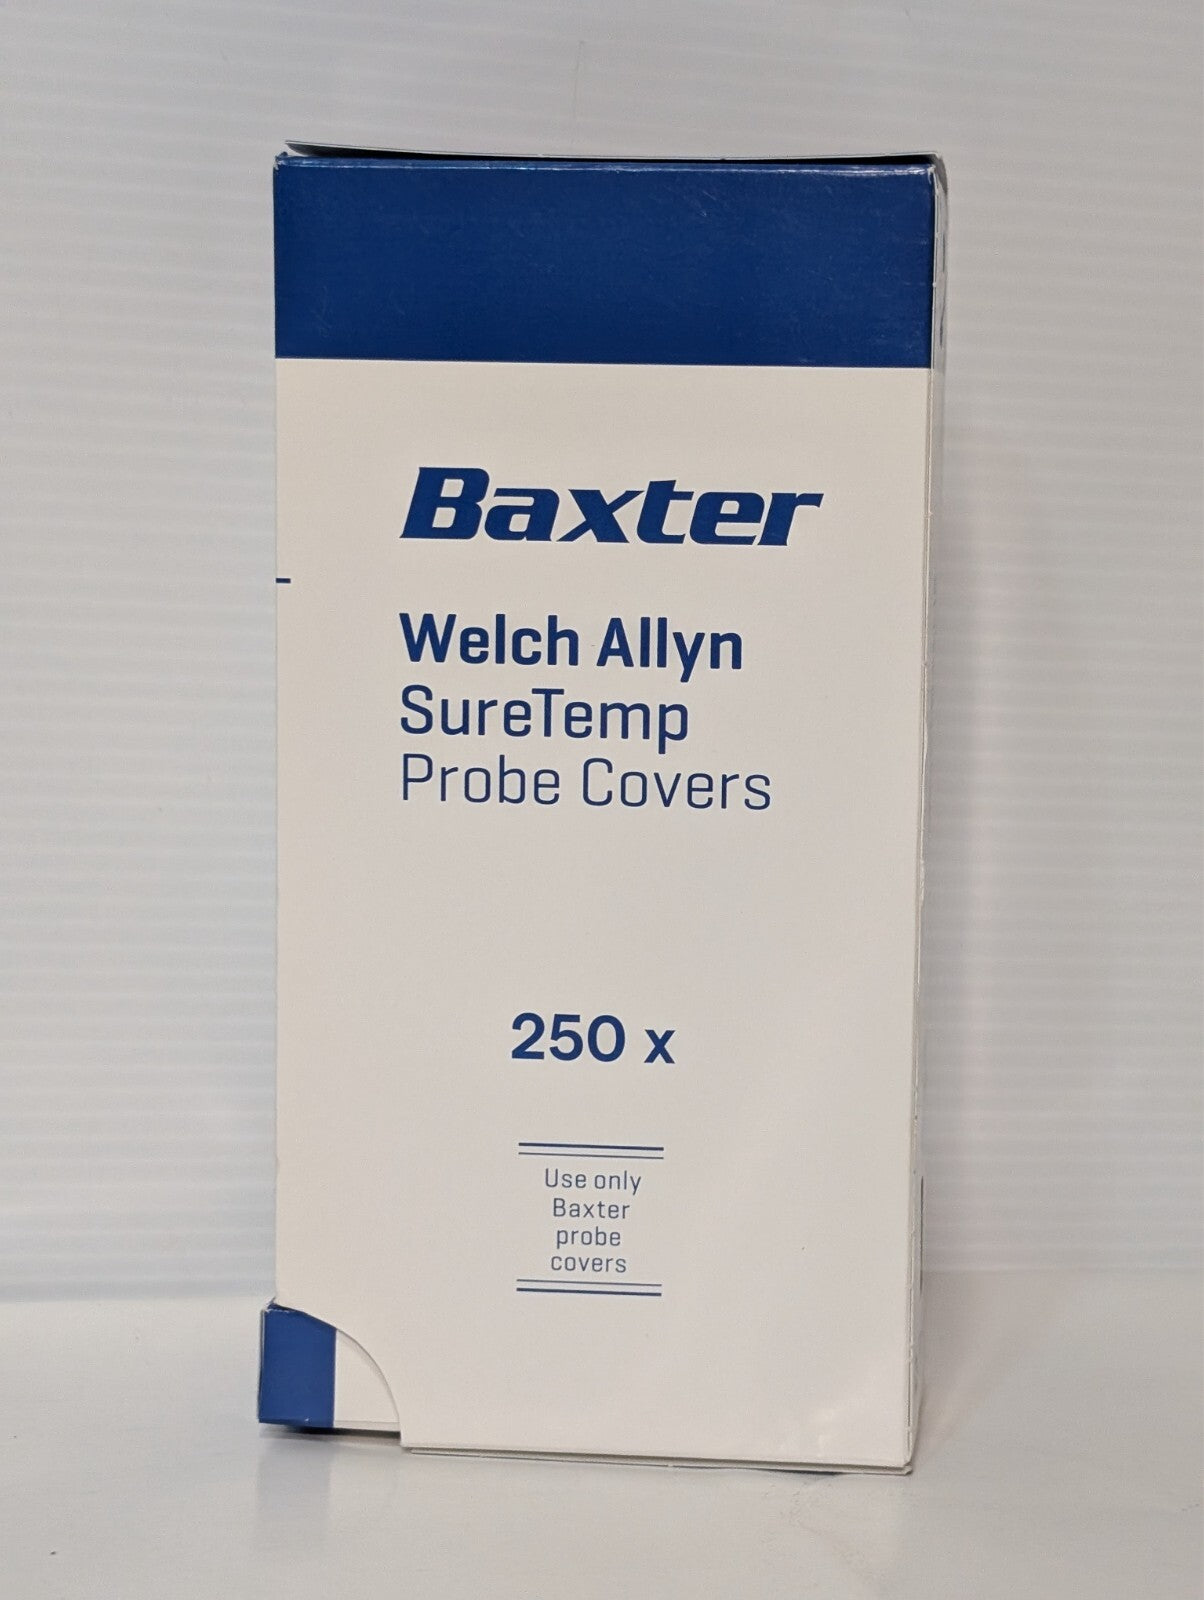 Baxter
Welch Allyn
SureTemp
Probe Covers
250 x
Use only
Baxter
probe
covers